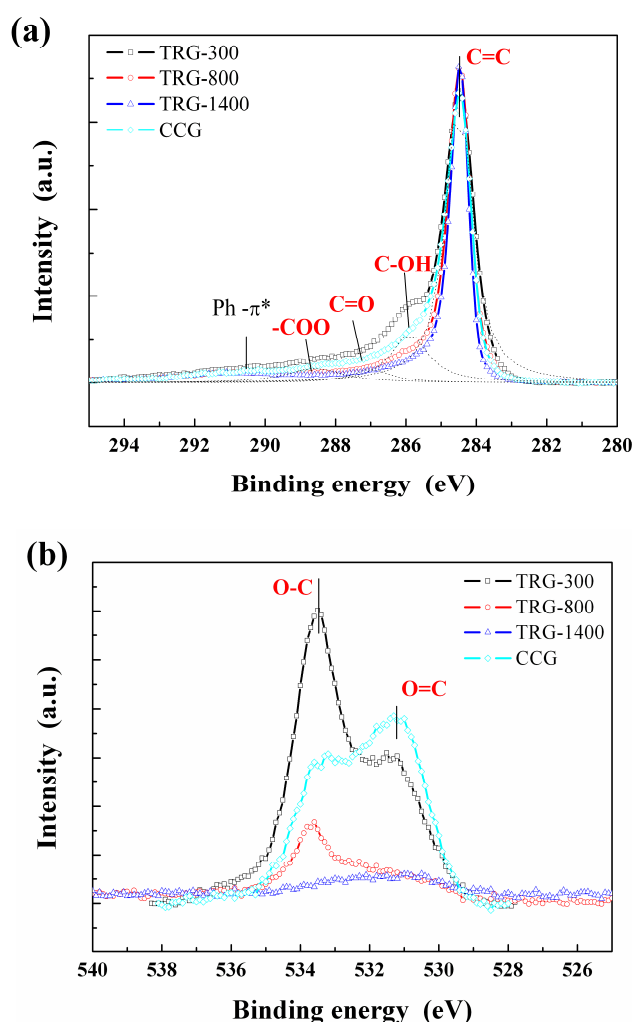 (a)
TRG-300
TRG-800
TRG-1400
CCG
C=C
C-OH
C=O
-COO
Ph -π*
Intensity (a.u.)
294 292 290 288 286 284 282 280
Binding energy (eV)
(b)
O-C
O=C
TRG-300
TRG-800
TRG-1400
CCG
Intensity (a.u.)
540 538 536 534 532 530 528 526
Binding energy (eV)